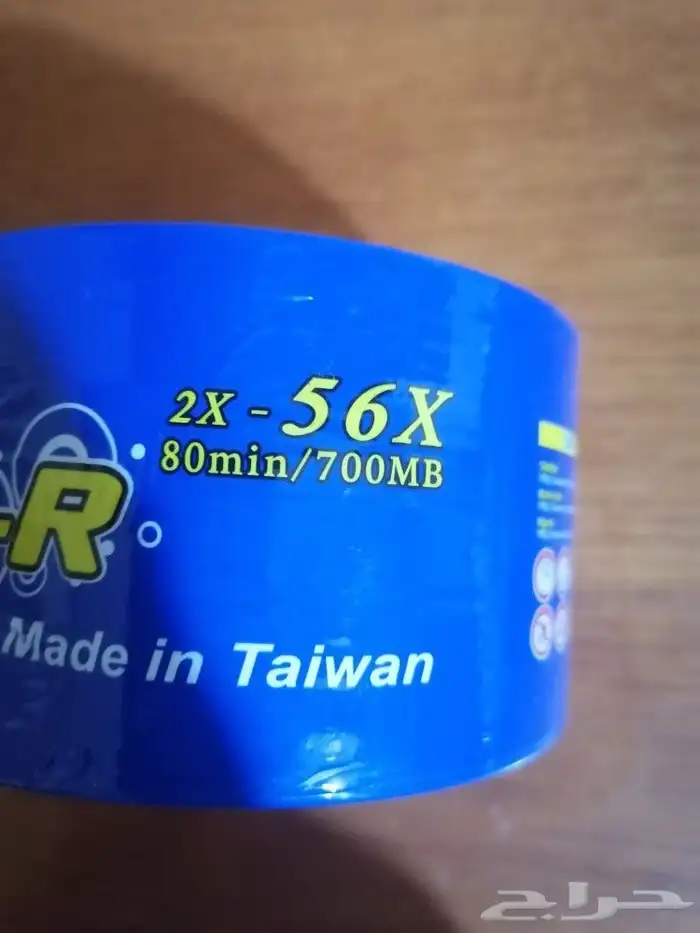 2X - 56X
80min/700MB
-R
Made in Taiwan
حراج